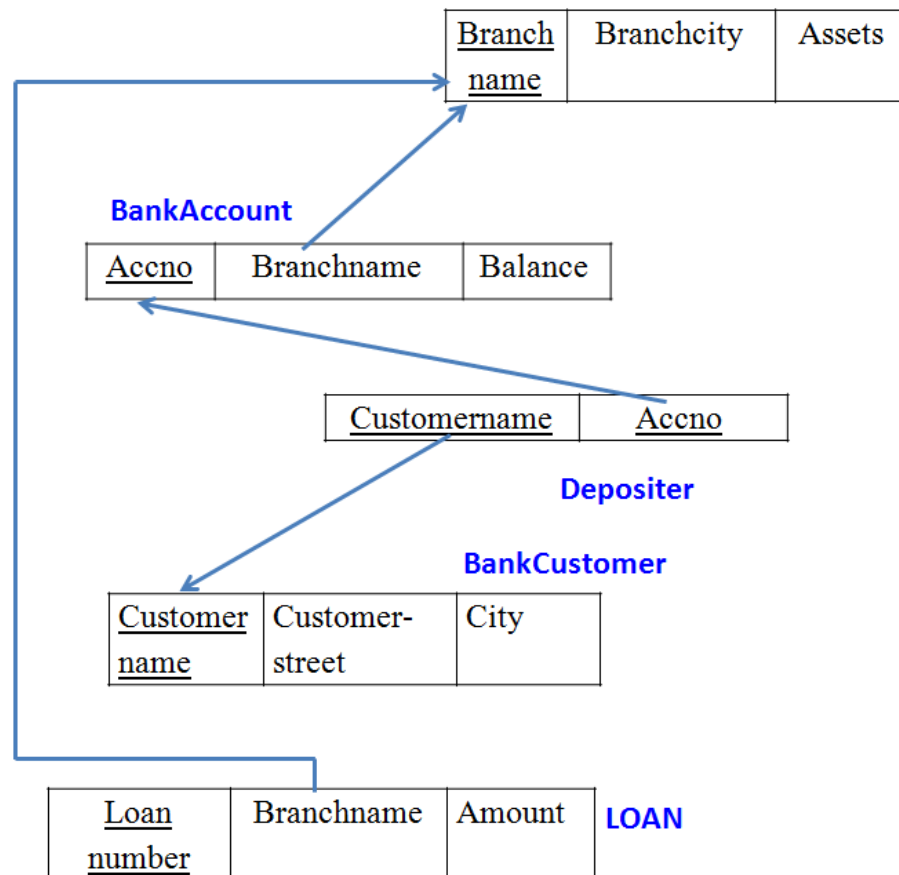 Branch name Branchcity Assets
BankAccount
Accno Branchname Balance
Customername Accno
Depositer
BankCustomer
Customer name Customer-street City
Loan number Branchname Amount LOAN